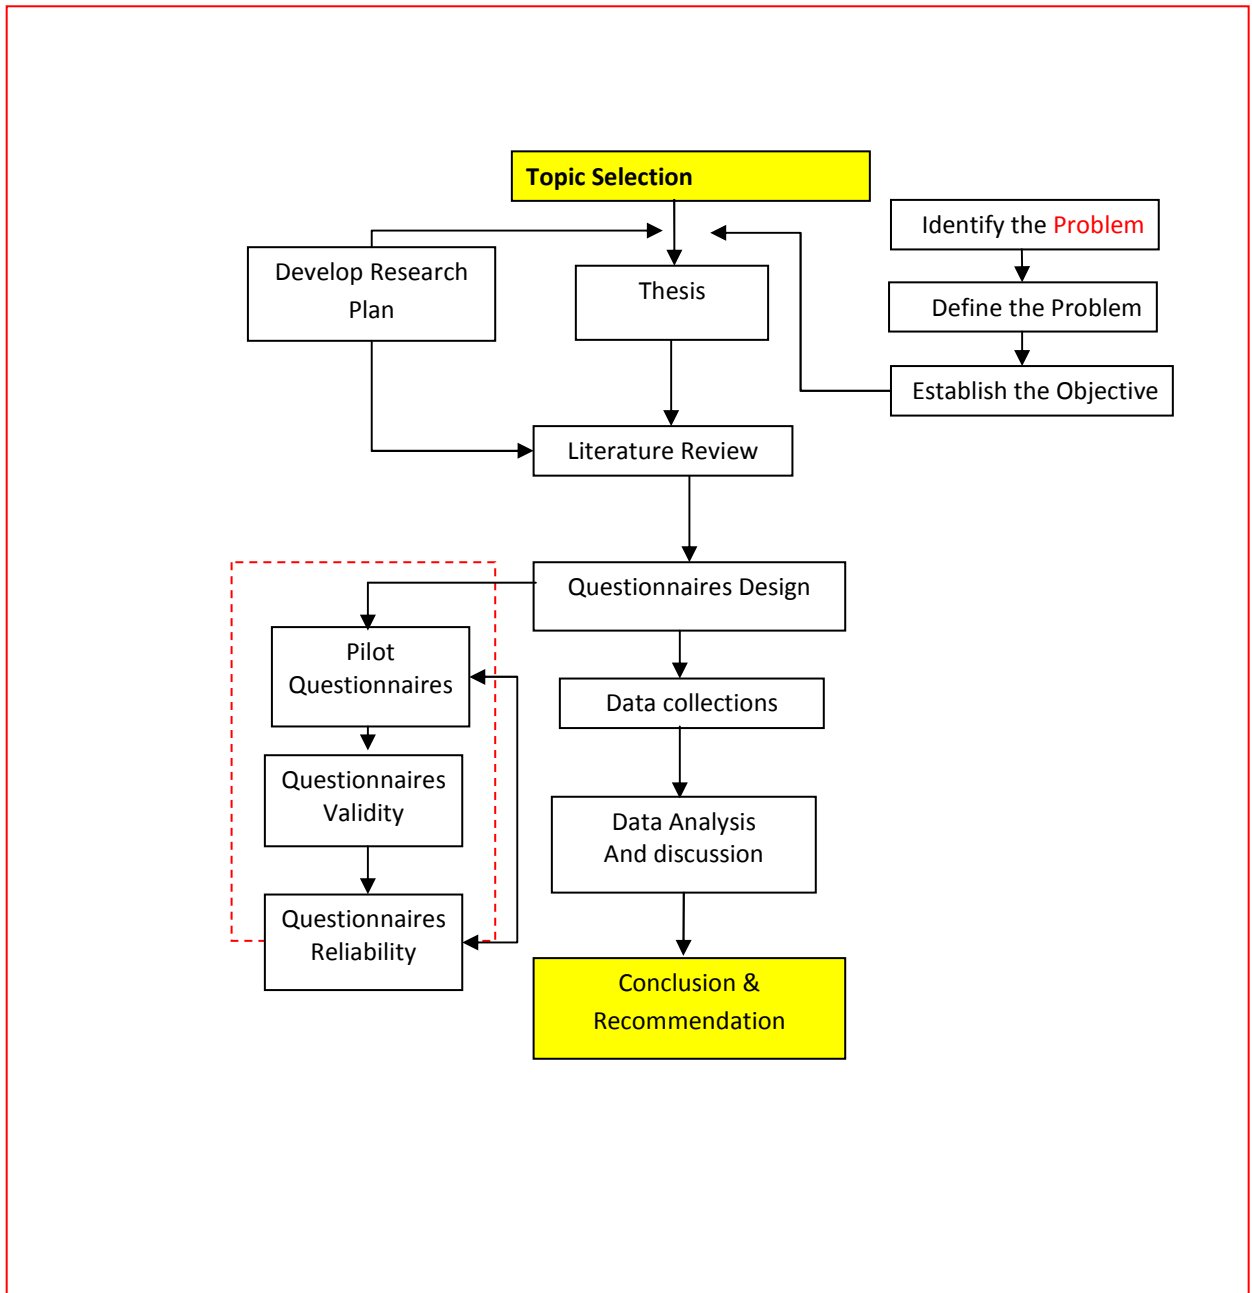 Topic Selection
Identify the Problem
Develop Research
Plan
Thesis
Define the Problem
Establish the Objective
Literature Review
Questionnaires Design
Pilot
Questionnaires
Data collections
Questionnaires
Validity
Data Analysis
And discussion
Questionnaires
Reliability
Conclusion &
Recommendation